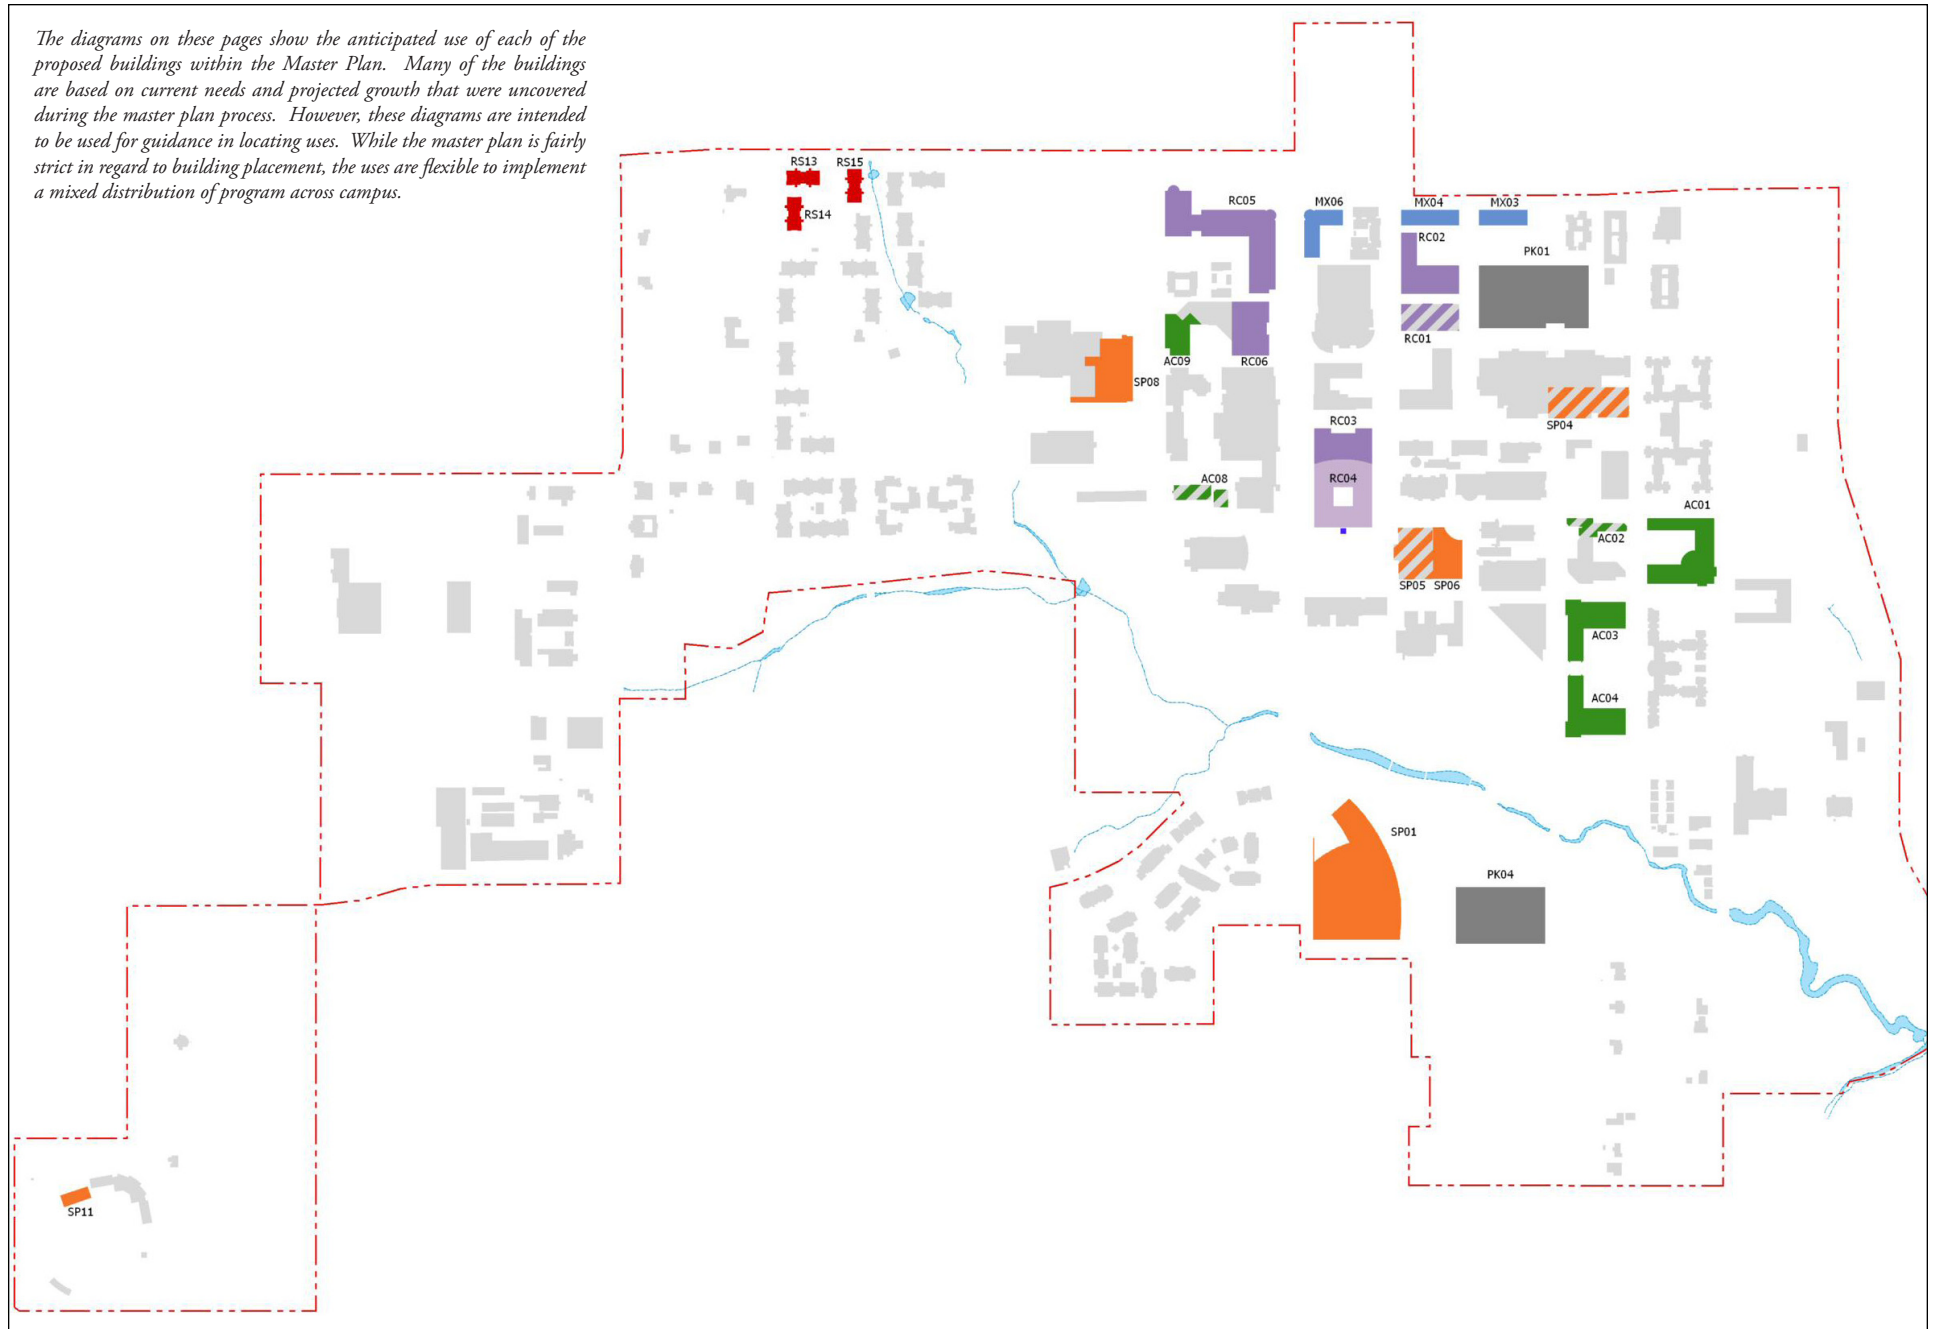 The diagrams on these pages show the anticipated use of each of the
proposed buildings within the Master Plan. Many of the buildings
are based on current needs and projected growth that were uncovered
during the master plan process. However, these diagrams are intended
to be used for guidance in locating uses. While the master plan is fairly
strict in regard to building placement, the uses are flexible to implement
a mixed distribution of program across campus.
RS13
RS15
RS14
RC05
MX06
MX04
MX03
RC02
PK01
RC01
AC09
RC06
SP08
SP04
RC03
RC04
AC08
AC01
AC02
SP05
SP06
AC03
AC04
SP01
PK04
SP11